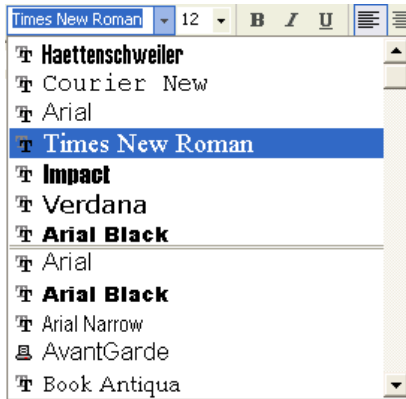 Times New Roman 12 B I U
Haettenschweiler
Courier New
Arial
Times New Roman
Impact
Verdana
Arial Black
Arial
Arial Black
Arial Narrow
AvantGarde
Book Antiqua